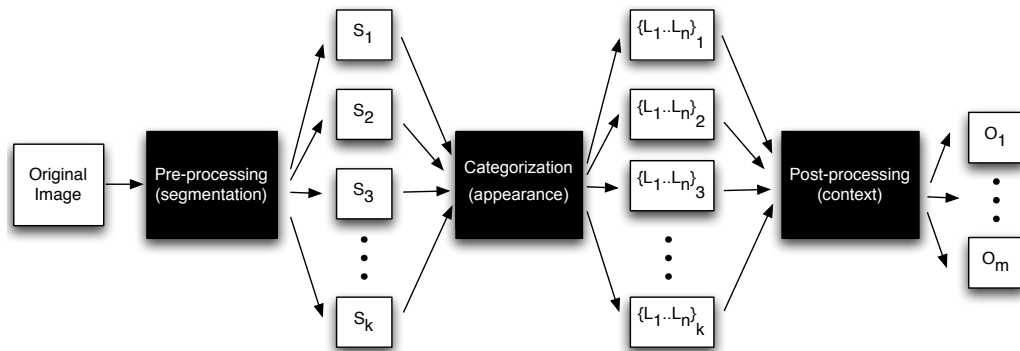 Original
Image
Pre-processing
(segmentation)
S1
S2
S3
Sk
Categorization
(appearance)
{L1..Ln}1
{L1..Ln}2
{L1..Ln}3
{L1..Ln}k
Post-processing
(context)
O1
Om